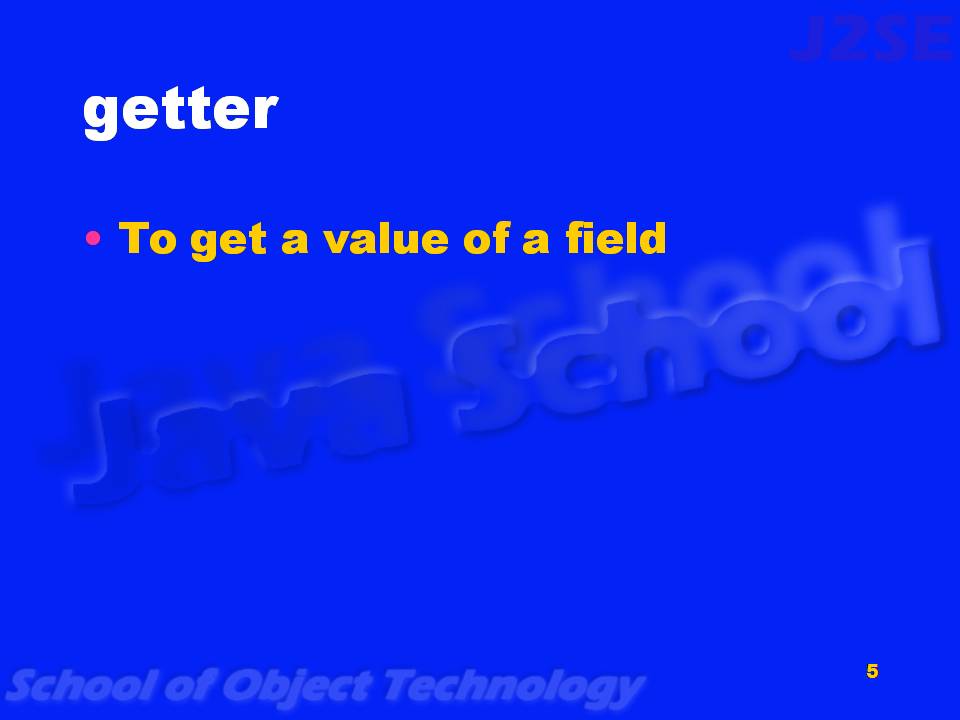 J2SE
getter
• To get a value of a field
Java School
School of Object Technology
5